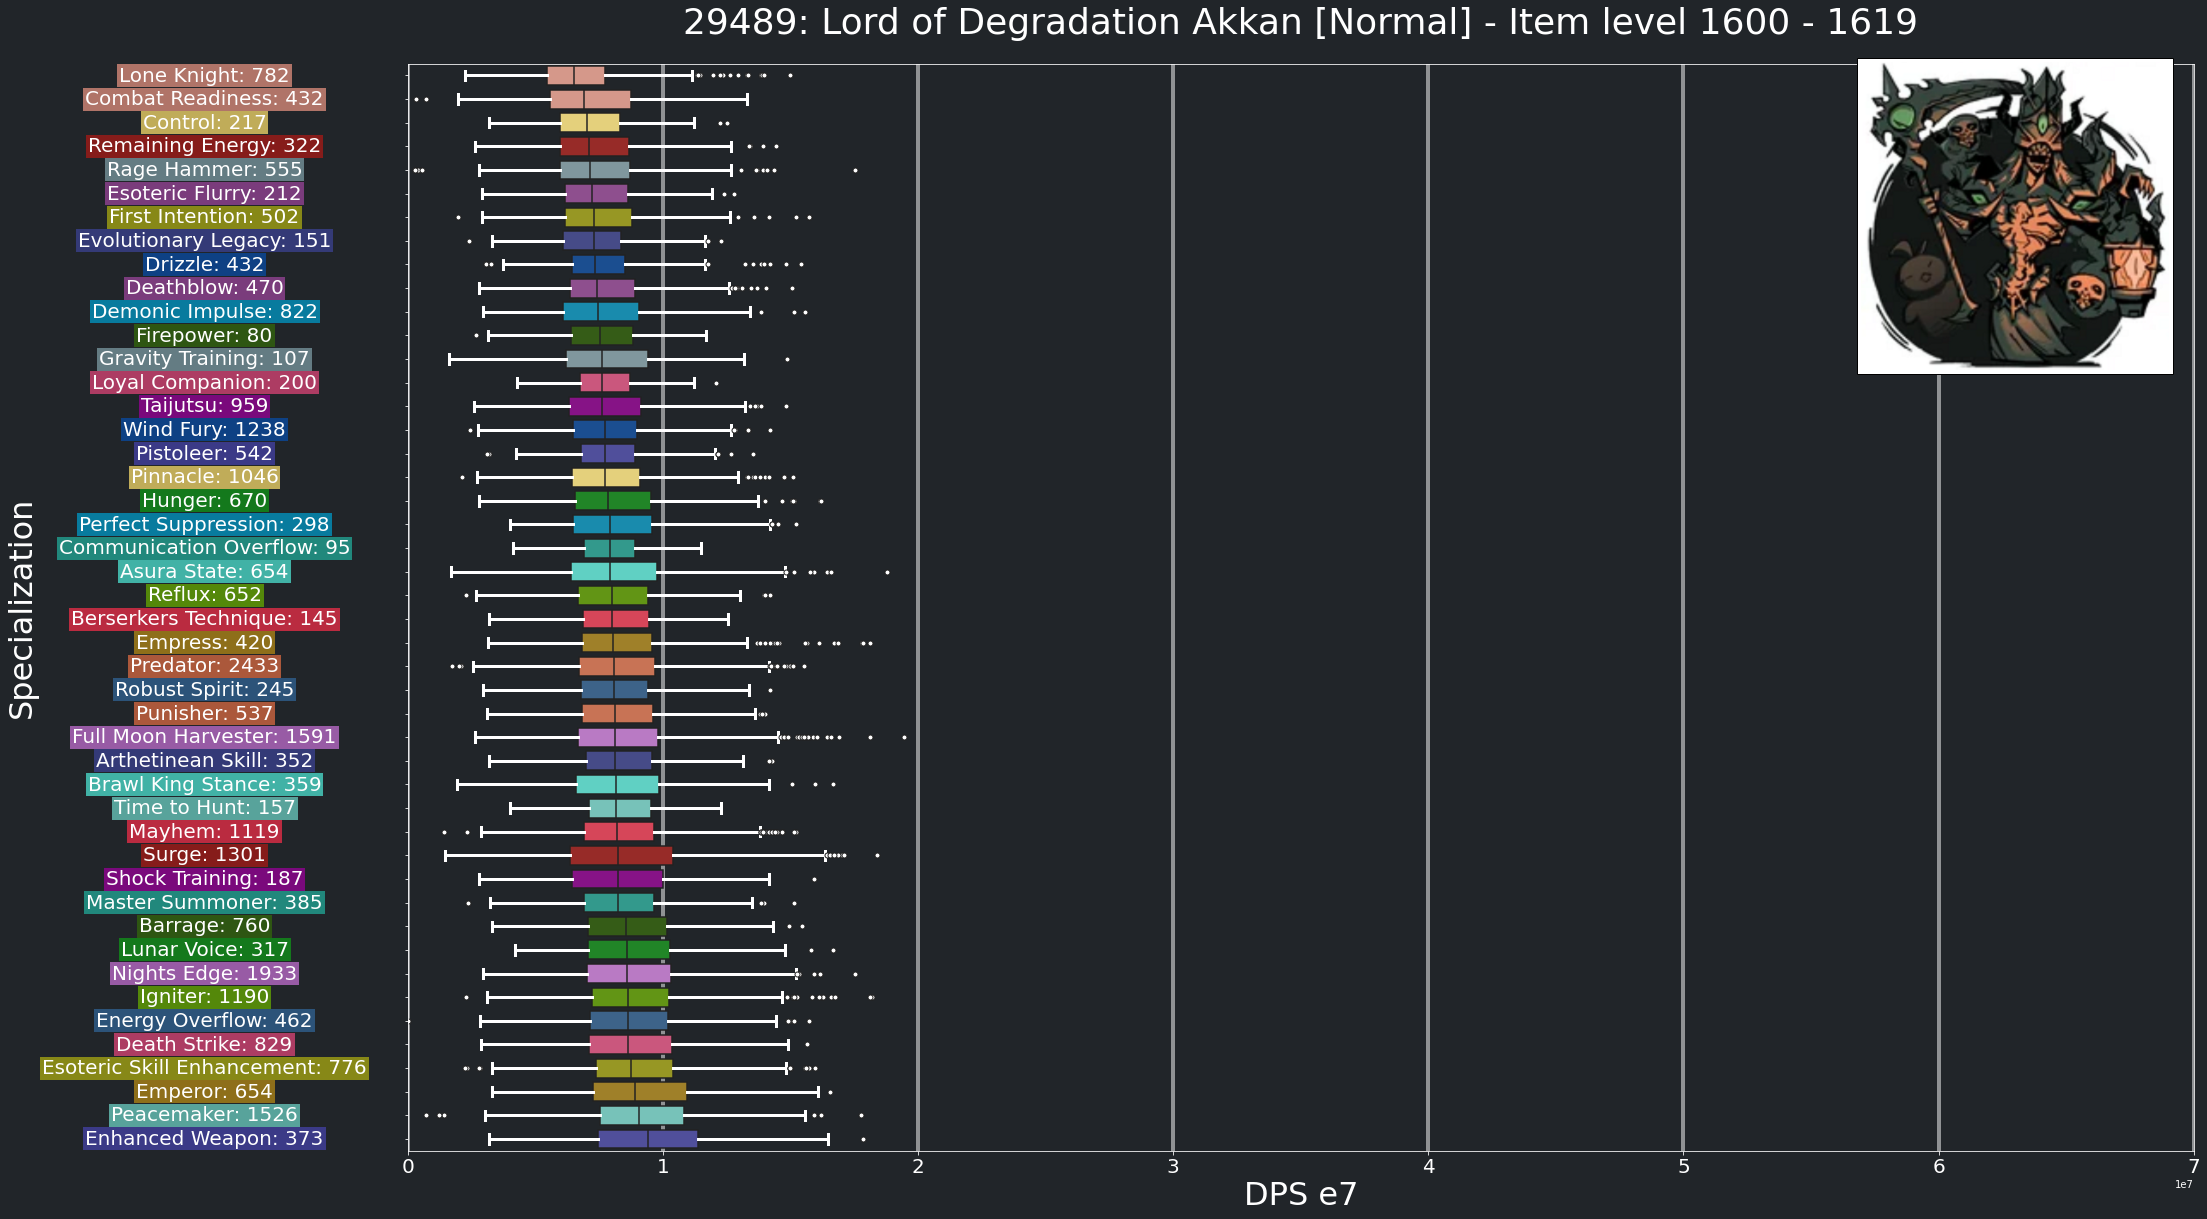 29489: Lord of Degradation Akkan [Normal] - Item level 1600 - 1619
Lone Knight: 782
Combat Readiness: 432
Control: 217
Remaining Energy: 322
Rage Hammer: 555
Esoteric Flurry: 212
First Intention: 502
Evolutionary Legacy: 151
Drizzle: 432
Deathblow: 470
Demonic Impulse: 822
Firepower: 80
Gravity Training: 107
Loyal Companion: 200
Taijutsu: 959
Wind Fury: 1238
Pistoleer: 542
Pinnacle: 1046
Hunger: 670
Perfect Suppression: 298
Communication Overflow: 95
Asura State: 654
Reflux: 652
Berserkers Technique: 145
Empress: 420
Predator: 2433
Robust Spirit: 245
Punisher: 537
Full Moon Harvester: 1591
Arthetinean Skill: 352
Brawl King Stance: 359
Time to Hunt: 157
Mayhem: 1119
Surge: 1301
Shock Training: 187
Master Summoner: 385
Barrage: 760
Lunar Voice: 317
Nights Edge: 1933
Igniter: 1190
Energy Overflow: 462
Death Strike: 829
Esoteric Skill Enhancement: 776
Emperor: 654
Peacemaker: 1526
Enhanced Weapon: 373
Specialization
0 1 2 3 4 5 6 7
1e7
DPS e7